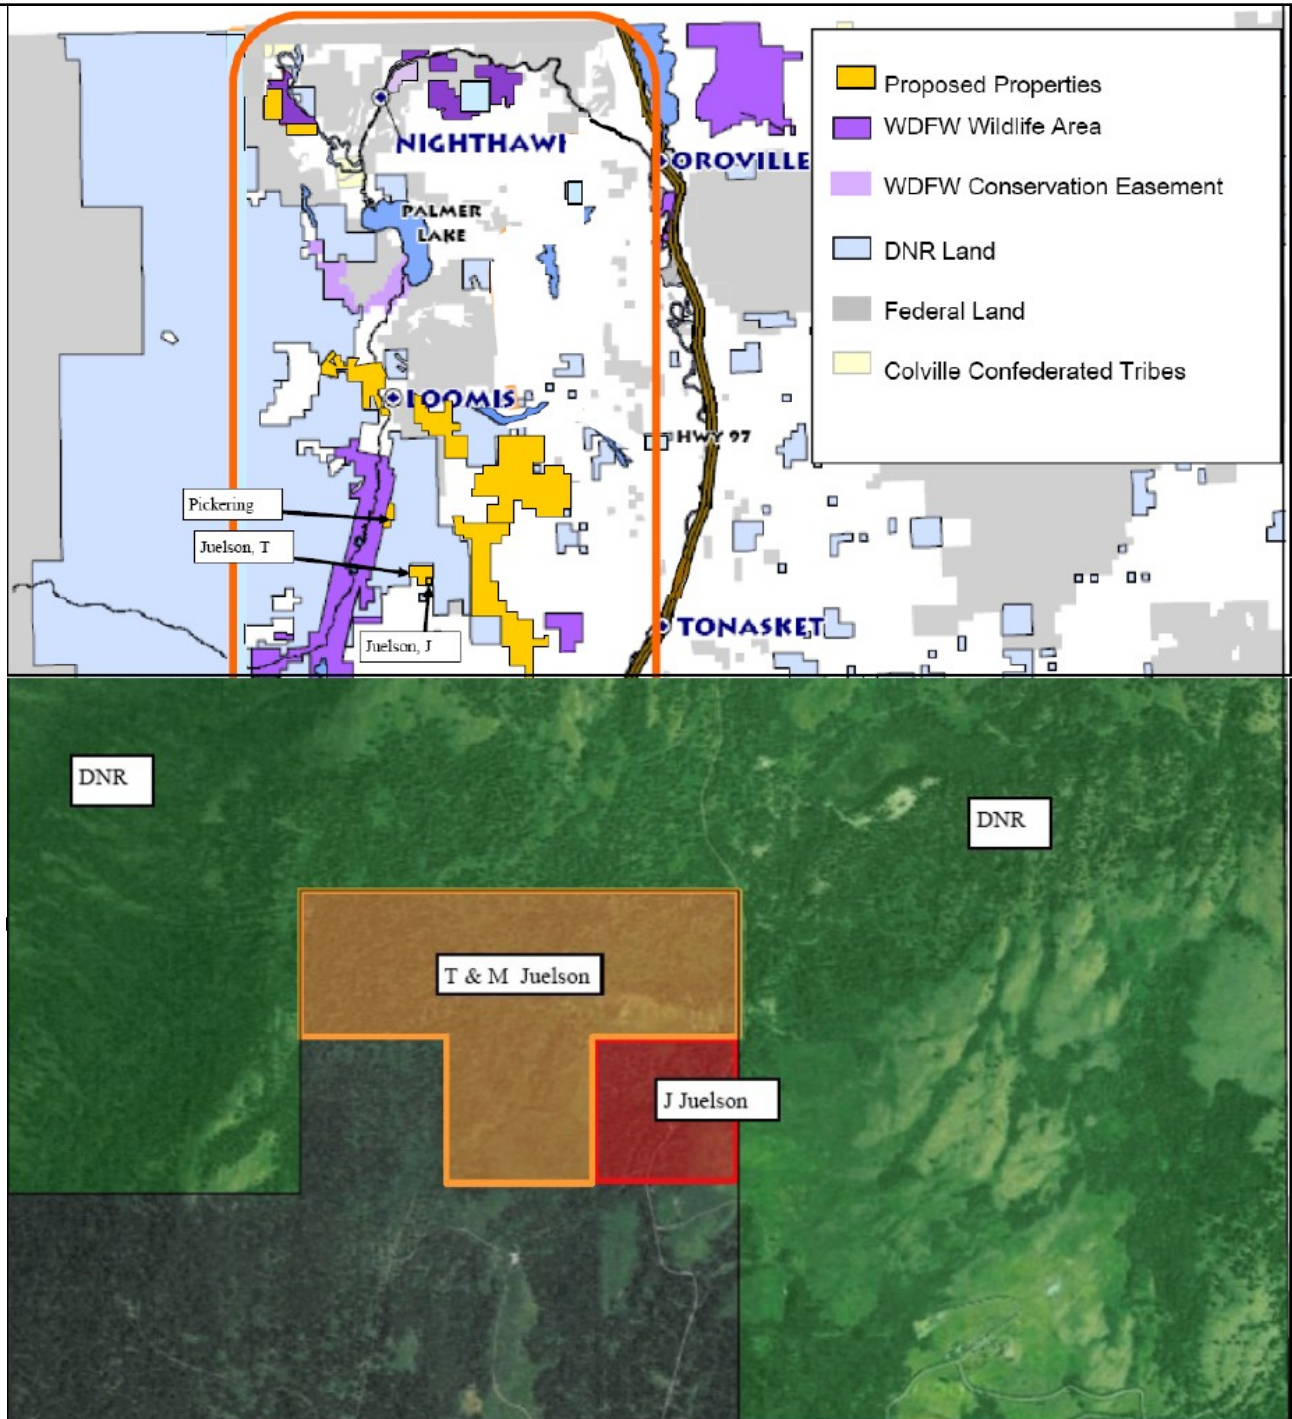 Proposed Properties
WDFW Wildlife Area
WDFW Conservation Easement
DNR Land
Federal Land
Colville Confederated Tribes
NIGHTHAWI
OROVILLE
PALMER
LAKE
LOOMIS
HWY 97
Pickering
Juelson, T
Juelson, J
TONASKET
DNR
DNR
T & M Juelson
J Juelson